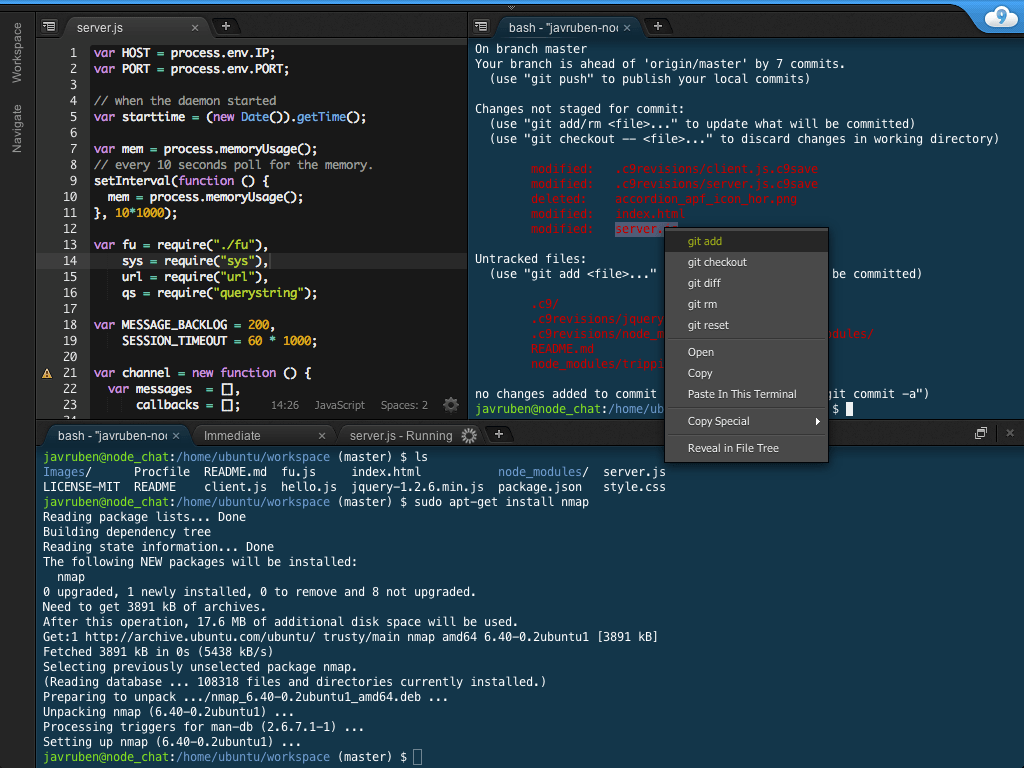 Workspace
Navigate
server.js ×
1 var HOST = process.env.IP;
2 var PORT = process.env.PORT;
3
4 // when the daemon started
5 var starttime = (new Date()).getTime();
6
7 var mem = process.memoryUsage();
8 // every 10 seconds poll for the memory.
9 setInterval(function () {
10 mem = process.memoryUsage();
11 }, 10*1000);
12
13 var fu = require("./fu"),
14 sys = require("sys"),
15 url = require("url"),
16 qs = require("querystring");
17
18 var MESSAGE_BACKLOG = 200,
19 SESSION_TIMEOUT = 60 * 1000;
20
21 var channel = new function () {
22 var messages = [],
23 callbacks = [];
14:26 JavaScript Spaces: 2
bash - "javruben-no ×
9
On branch master
Your branch is ahead of 'origin/master' by 7 commits.
(use "git push" to publish your local commits)
Changes not staged for commit:
(use "git add/rm <file>..." to update what will be committed)
(use "git checkout -- <file>..." to discard changes in working directory)
modified: .c9revisions/client.js.c9save
modified: .c9revisions/server.js.c9save
deleted: accordion_apf_icon_hor.png
modified: index.html
modified: server.
Untracked files:
(use "git add <file>..." be committed)
.c9/
.c9revisions/jquery
.c9revisions/node_m odules/
README.md
node_modules/trippi
no changes added to commit git commit -a")
javruben@node_chat:/home/ub $
git add
git checkout
git diff
git rm
git reset
Open
Copy
Paste In This Terminal
Copy Special
Reveal in File Tree
bash - "javruben-no × Immediate × server.js - Running
javruben@node_chat:/home/ubuntu/workspace (master) $ ls
Images/ Procfile README.md fu.js index.html node_modules/ server.js
LICENSE-MIT README client.js hello.js jquery-1.2.6.min.js package.json style.css
javruben@node_chat:/home/ubuntu/workspace (master) $ sudo apt-get install nmap
Reading package lists... Done
Building dependency tree
Reading state information... Done
The following NEW packages will be installed:
nmap
0 upgraded, 1 newly installed, 0 to remove and 8 not upgraded.
Need to get 3891 kB of archives.
After this operation, 17.6 MB of additional disk space will be used.
Get:1 http://archive.ubuntu.com/ubuntu/ trusty/main nmap amd64 6.40-0.2ubuntu1 [3891 kB]
Fetched 3891 kB in 0s (5438 kB/s)
Selecting previously unselected package nmap.
(Reading database ... 108318 files and directories currently installed.)
Preparing to unpack .../nmap_6.40-0.2ubuntu1_amd64.deb ...
Unpacking nmap (6.40-0.2ubuntu1) ...
Processing triggers for man-db (2.6.7.1-1) ...
Setting up nmap (6.40-0.2ubuntu1) ...
javruben@node_chat:/home/ubuntu/workspace (master) $